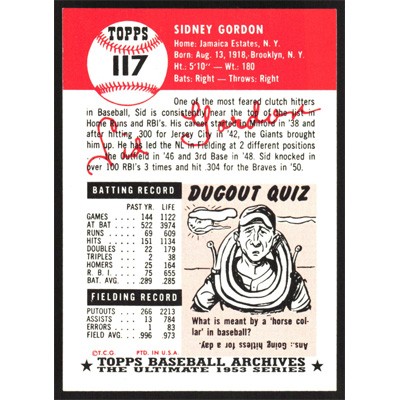 TOPPS
117
SIDNEY GORDON
Home: Jamaica Estates, N. Y.
Born: Aug. 13, 1918, Brooklyn, N. Y.
Ht.: 5'10" — Wt.: 180
Bats: Right • Throws: Right
One of the most feared clutch hitters
in Baseball, Sid is consistently near the top in
Home Runs and RBI's. His career started in Milford in '38 and
after hitting .300 for Jersey City in '42, the Giants brought
him up. He led the NL in Fielding at 2 different positions
the Outfield in '46 and 3rd Base in '48. Sid knocked in
over 100 RBI's 3 times and hit .304 for the Braves in '50.
Sid Gordon
BATTING RECORD
PAST YR. LIFE
GAMES 144 1122
AT BAT 522 3974
RUNS 69 609
HITS 151 1134
DOUBLES 22 179
TRIPLES 2 38
HOMERS 25 164
R. B. I. 75 655
BAT. AVG. .289 .285
FIELDING RECORD
PUTOUTS 266 2213
ASSISTS 13 784
ERRORS 1 83
FIELD AVG. .996 .973
©T.C.G. PTD. IN U.S.A.
DUGOUT QUIZ
What is meant by a 'horse col-
lar' in baseball?
Ans.: Going hitless for a day.
TOPPS BASEBALL ARCHIVES
THE ULTIMATE 1953 SERIES